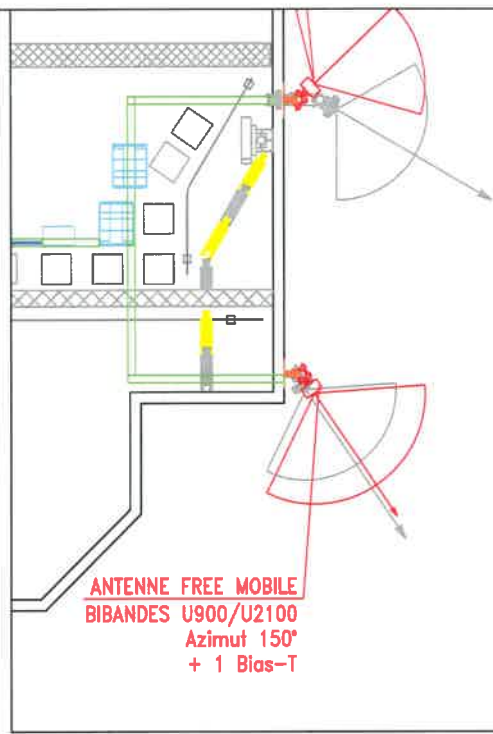 ANTENNE FREE MOBILE
BIBANDES U900/U2100
Azimut 150°
+ 1 Bias-T